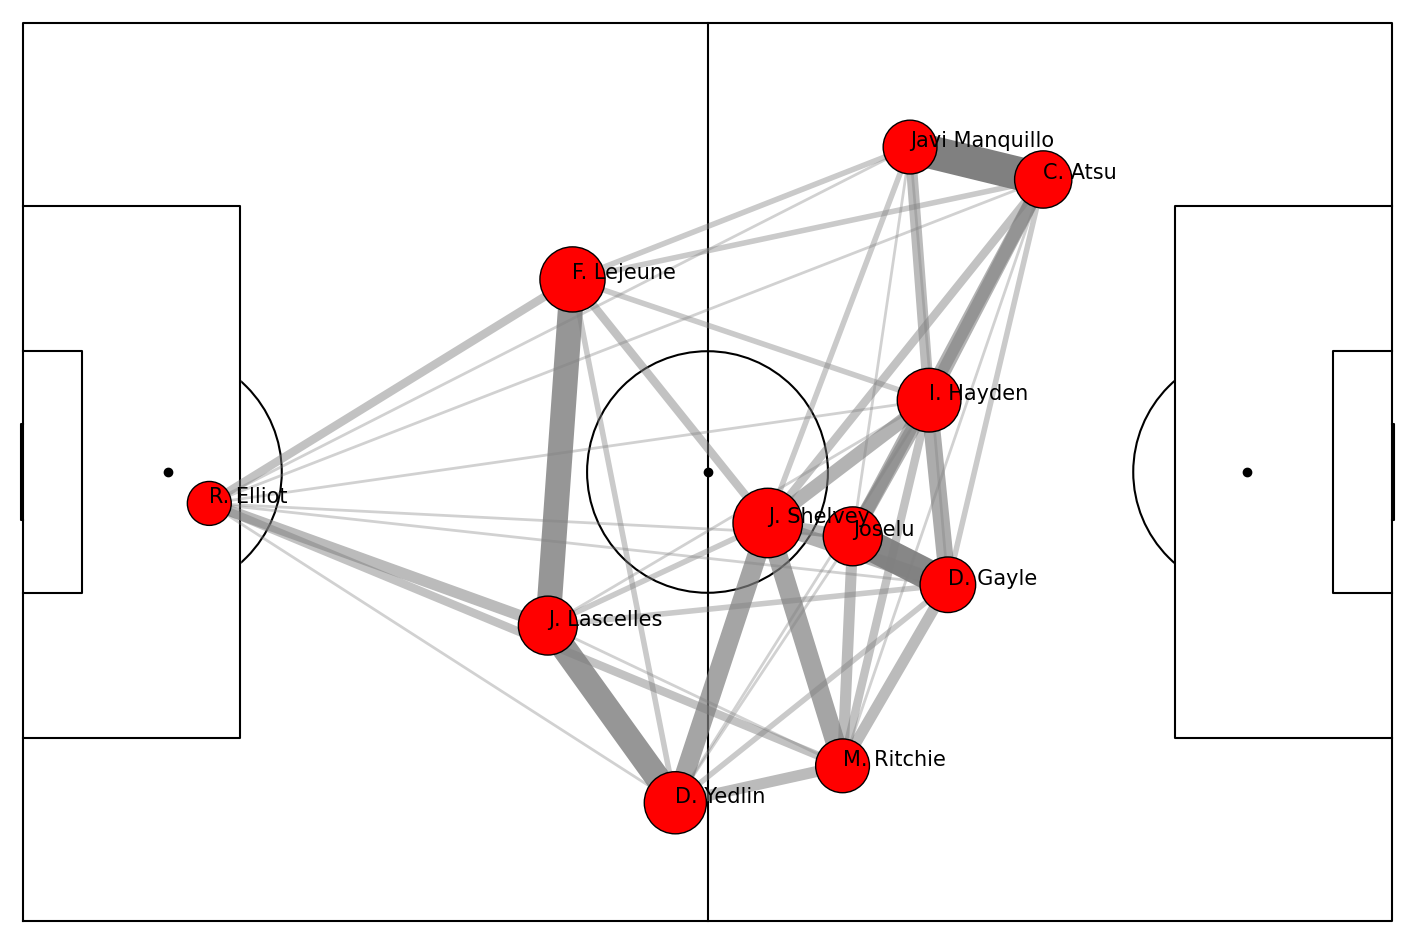 Javi Manquillo
C. Atsu
F. Lejeune
I. Hayden
R. Elliot
J. Shelvey
Joselu
D. Gayle
J. Lascelles
M. Ritchie
D. Yedlin